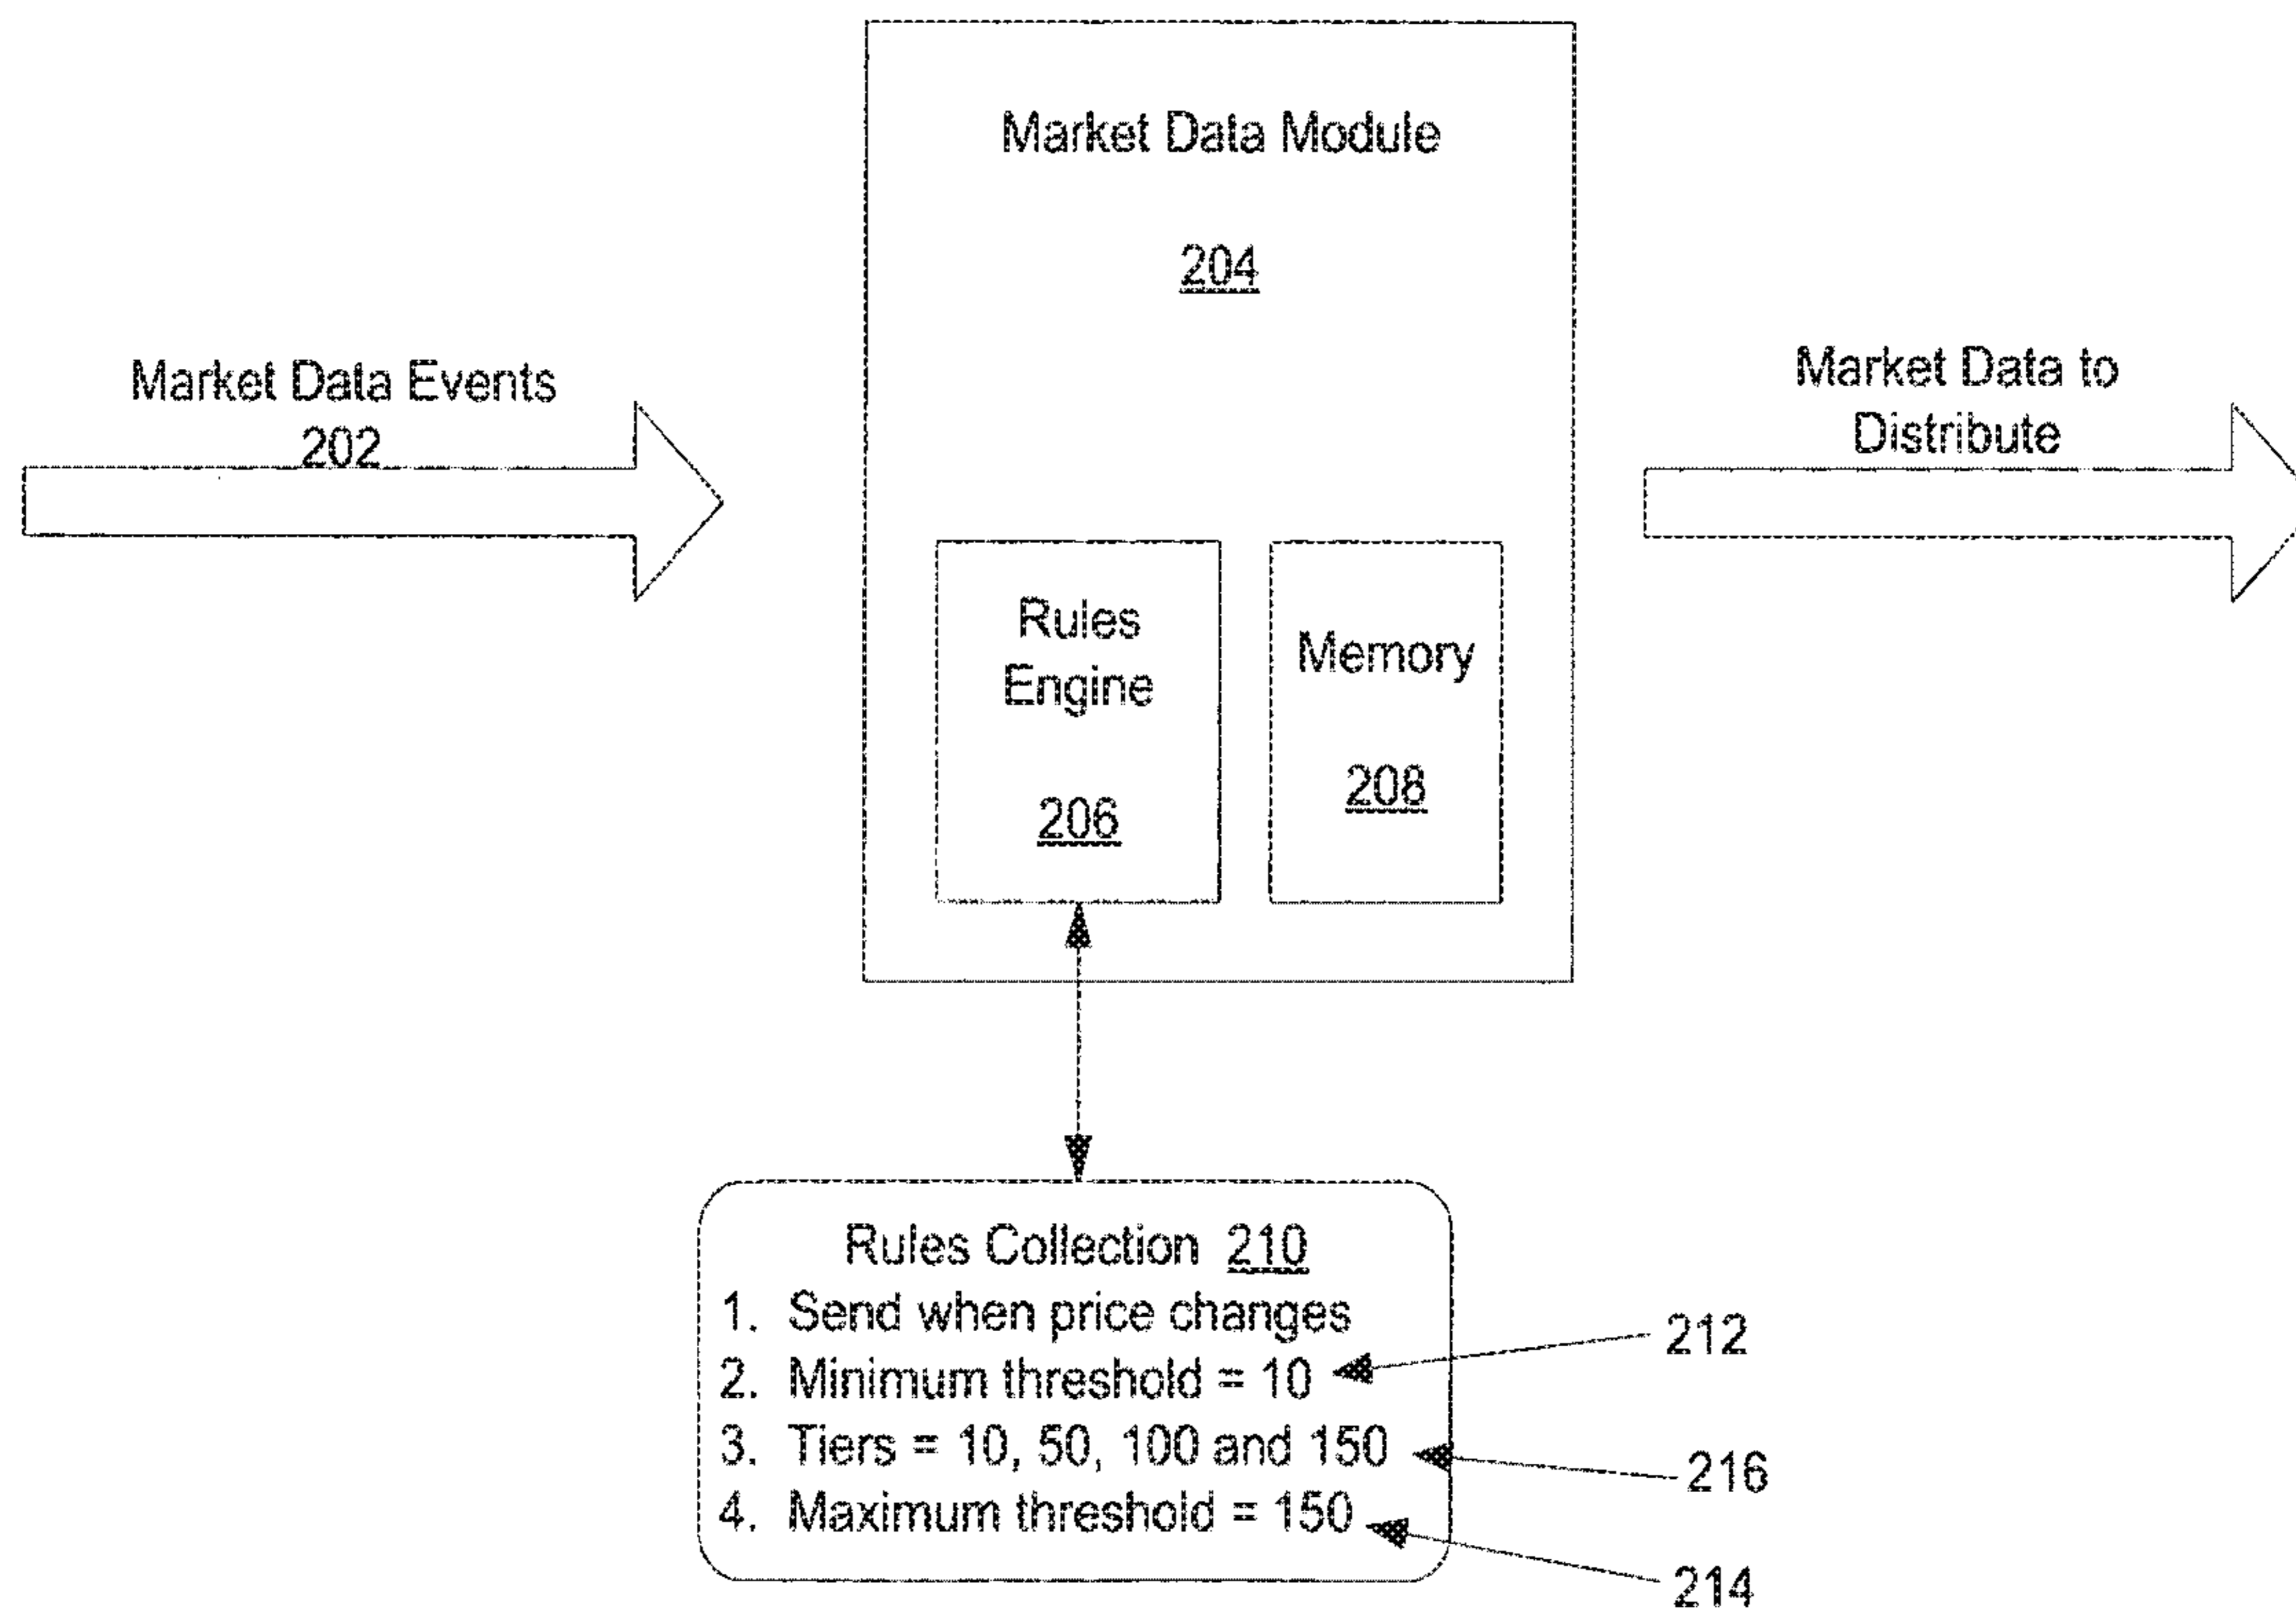 Market Data Module
204
Market Data Events
202
Market Data to
Distribute
Rules
Engine
206
Memory
208
Rules Collection 210
1. Send when price changes
2. Minimum threshold = 10
3. Tiers = 10, 50, 100 and 150
4. Maximum threshold = 150
212
216
214